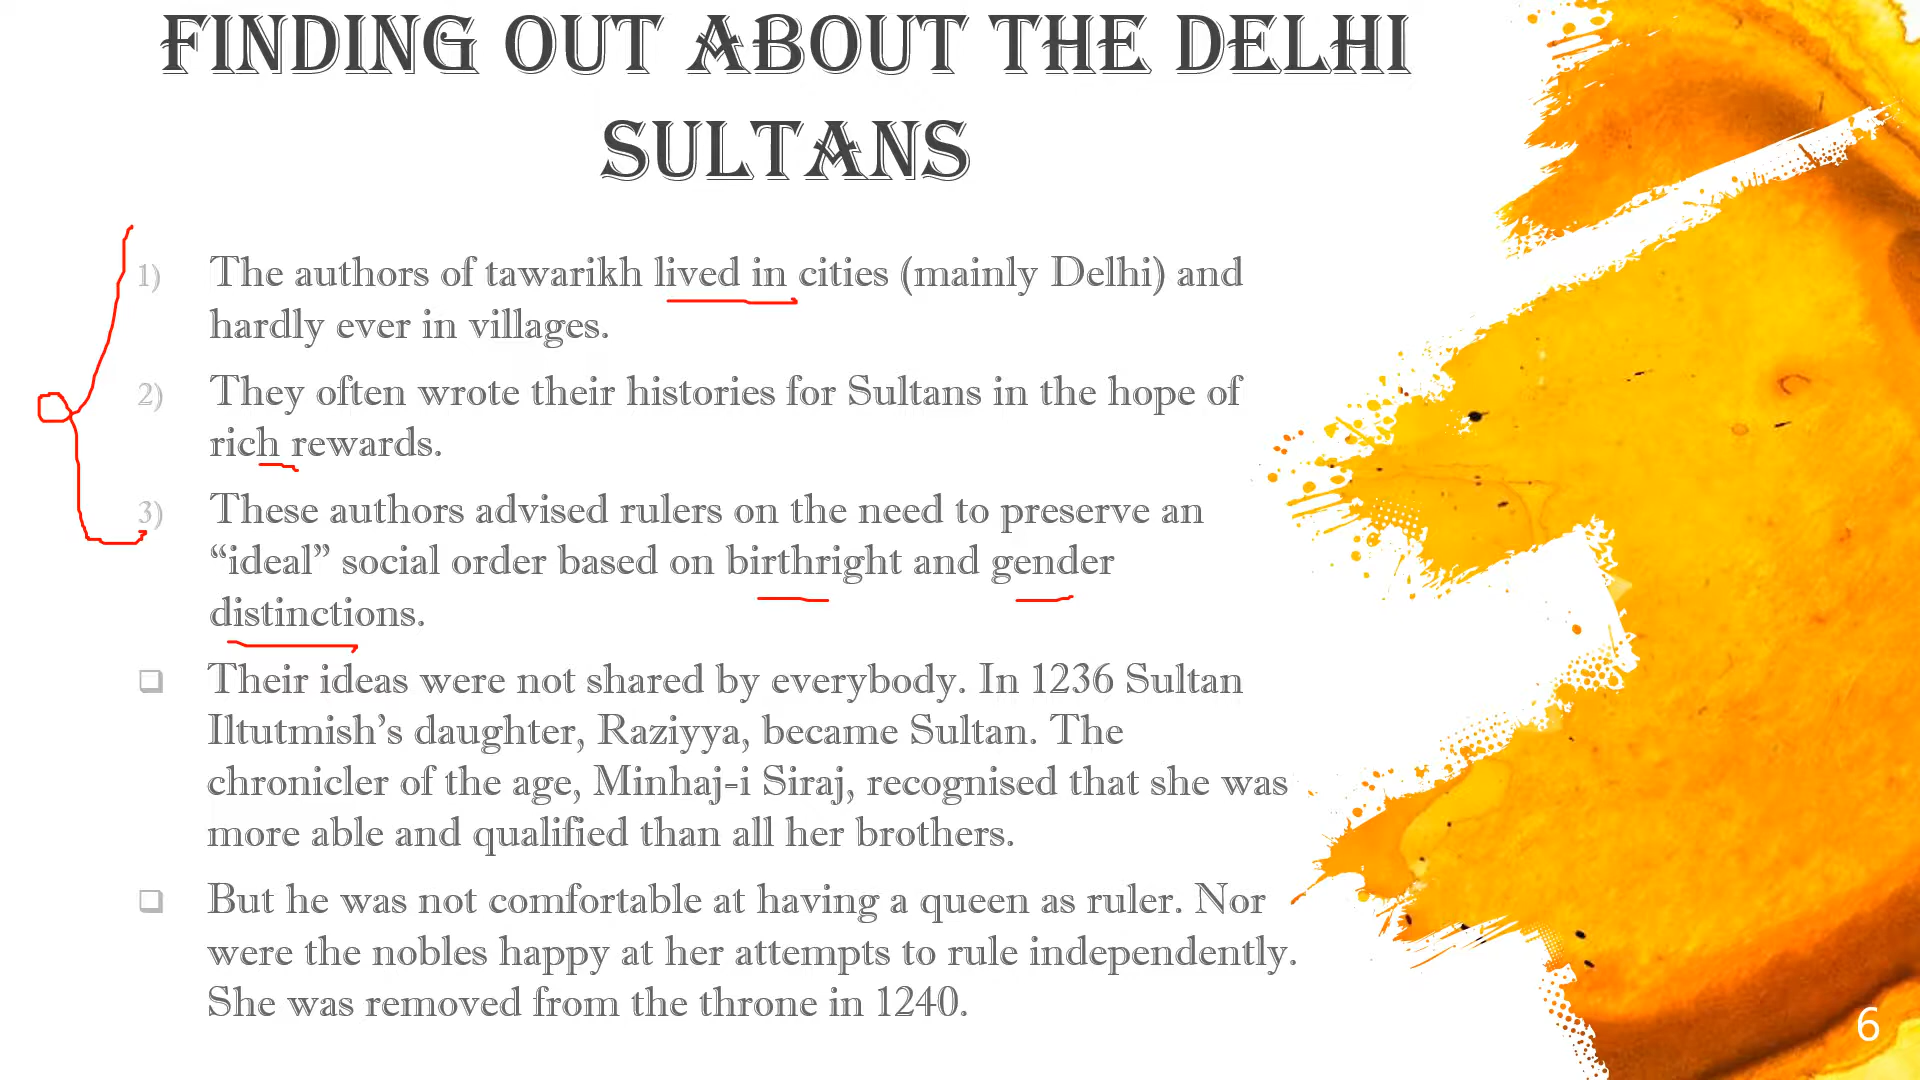 FINDING OUT ABOUT THE DELHI
SULTANS
1) The authors of tawarikh lived in cities (mainly Delhi) and
hardly ever in villages.
2) They often wrote their histories for Sultans in the hope of
rich rewards.
3) These authors advised rulers on the need to preserve an
“ideal” social order based on birthright and gender
distinctions.
❑ Their ideas were not shared by everybody. In 1236 Sultan
Iltutmish’s daughter, Raziyya, became Sultan. The
chronicler of the age, Minhaj-i Siraj, recognised that she was
more able and qualified than all her brothers.
❑ But he was not comfortable at having a queen as ruler. Nor
were the nobles happy at her attempts to rule independently.
She was removed from the throne in 1240.
6